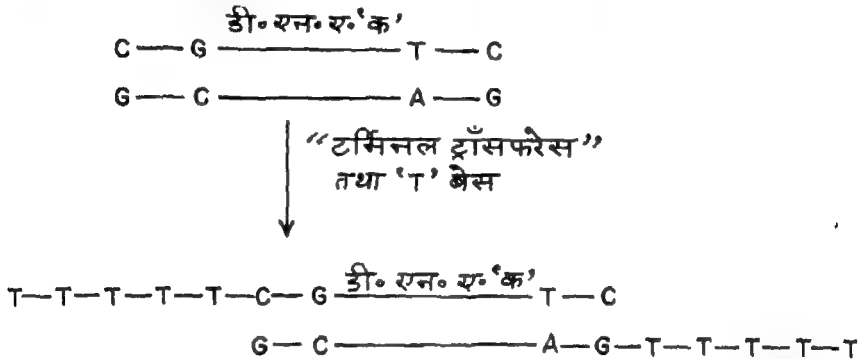 डी॰ एन॰ ए॰ ‘क’
C — G ———— T — C
G — C ———— A — G
“टर्मिनल ट्राँसफरेस”
तथा ‘T’ बेस
डी॰ एन॰ ए॰ ‘क’
T—T—T—T—T—C—G ———— T—C
G—C ———— A—G—T—T—T—T—T